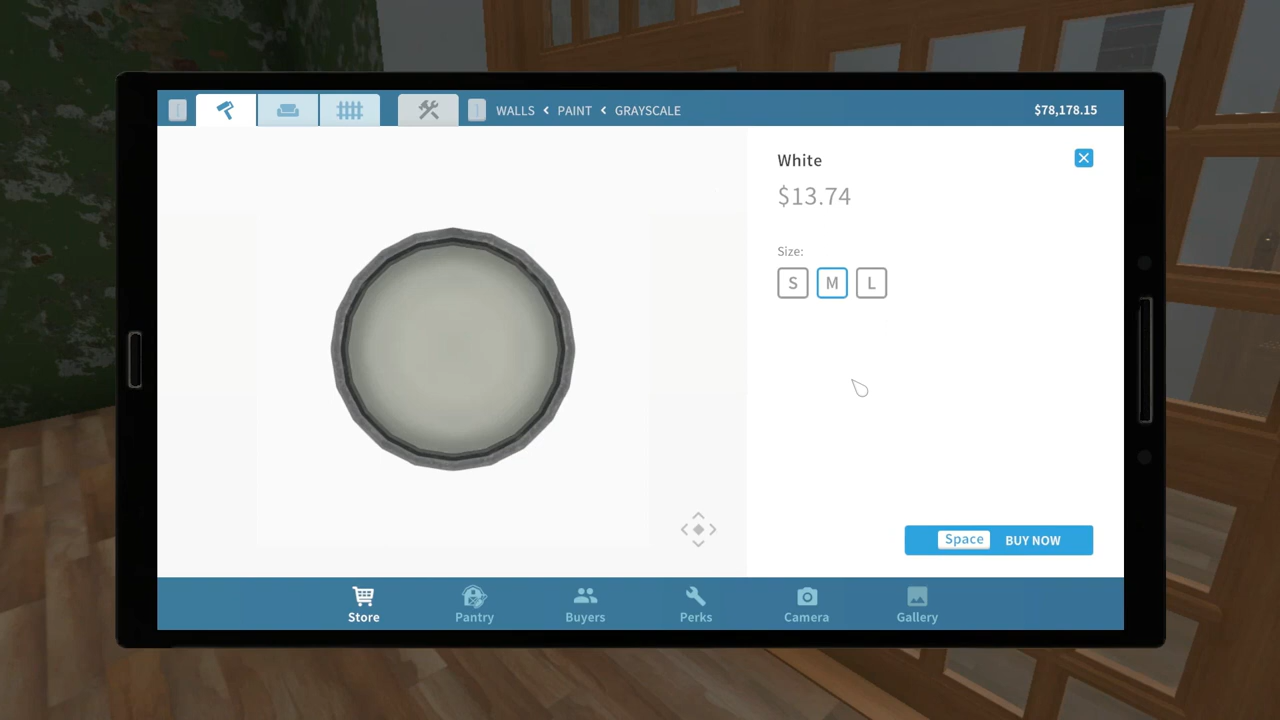 WALLS < PAINT < GRAYSCALE
$78,178.15
White
$13.74
Size:
S M L
Space BUY NOW
Store Pantry Buyers Perks Camera Gallery